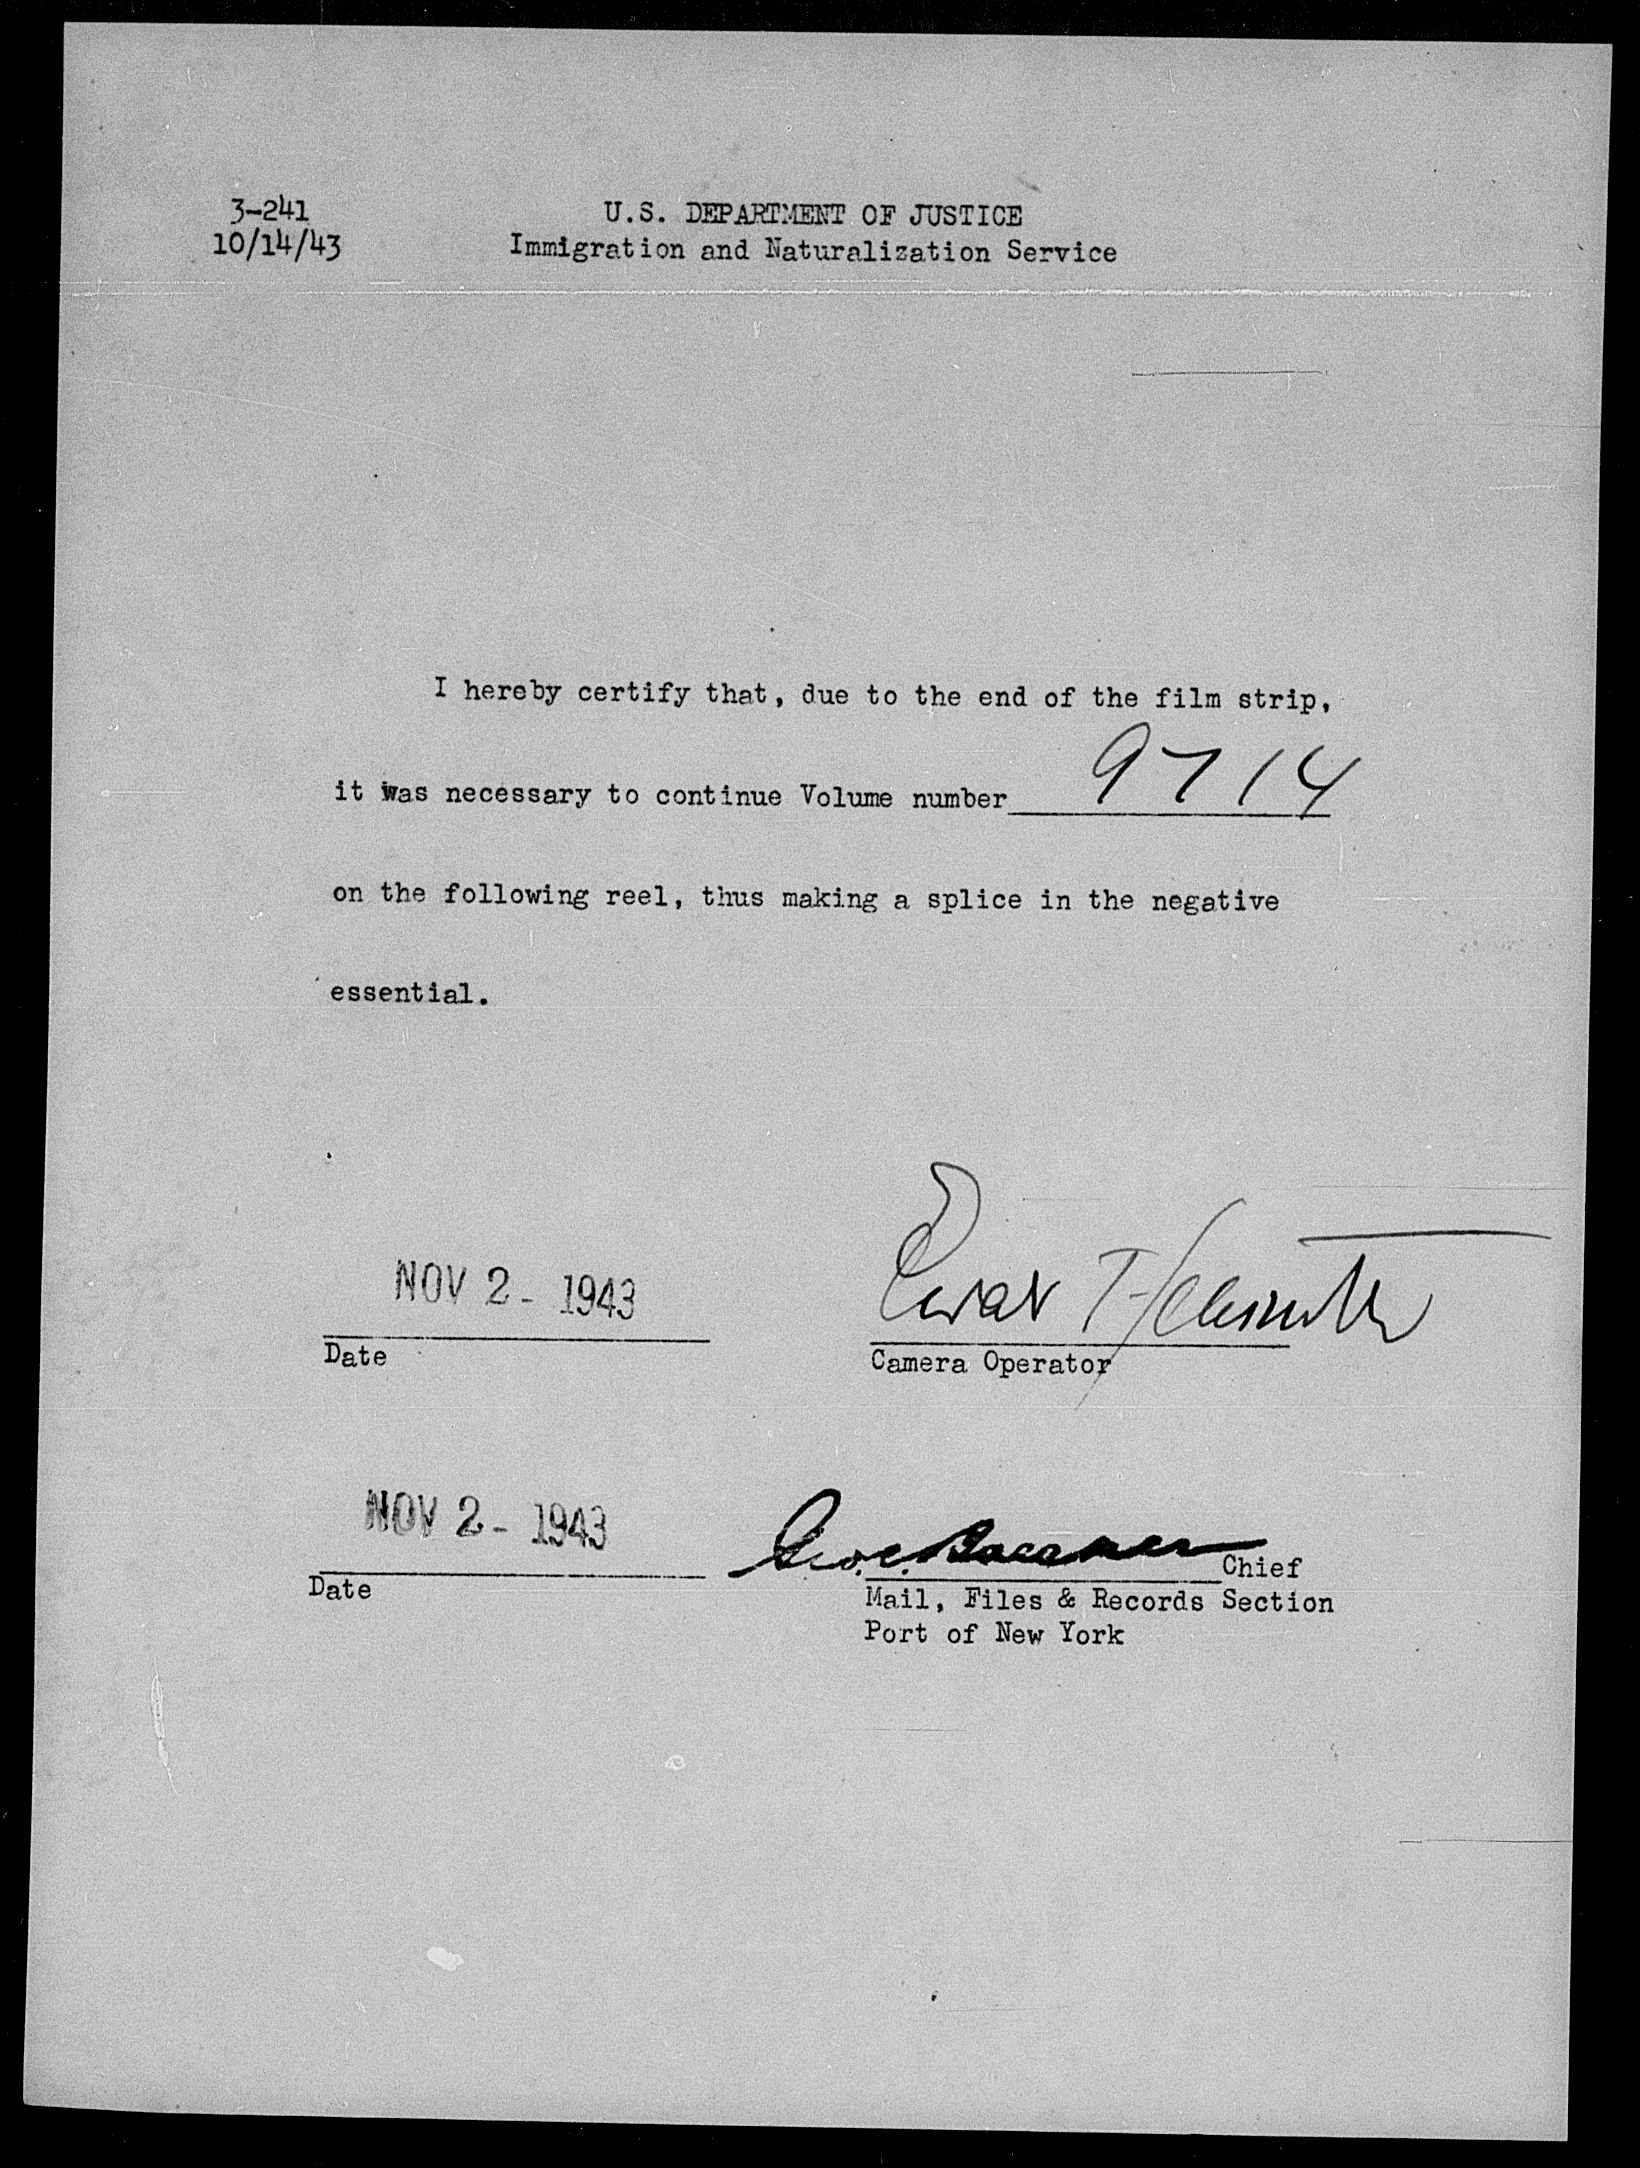 3-241
10/14/43
U.S. DEPARTMENT OF JUSTICE
Immigration and Naturalization Service
I hereby certify that, due to the end of the film strip,
it was necessary to continue Volume number 9714
on the following reel, thus making a splice in the negative
essential.
NOV 2 - 1943
Date
Camera Operator
NOV 2 - 1943
Date
Geo. C.
Chief
Mail, Files & Records Section
Port of New York